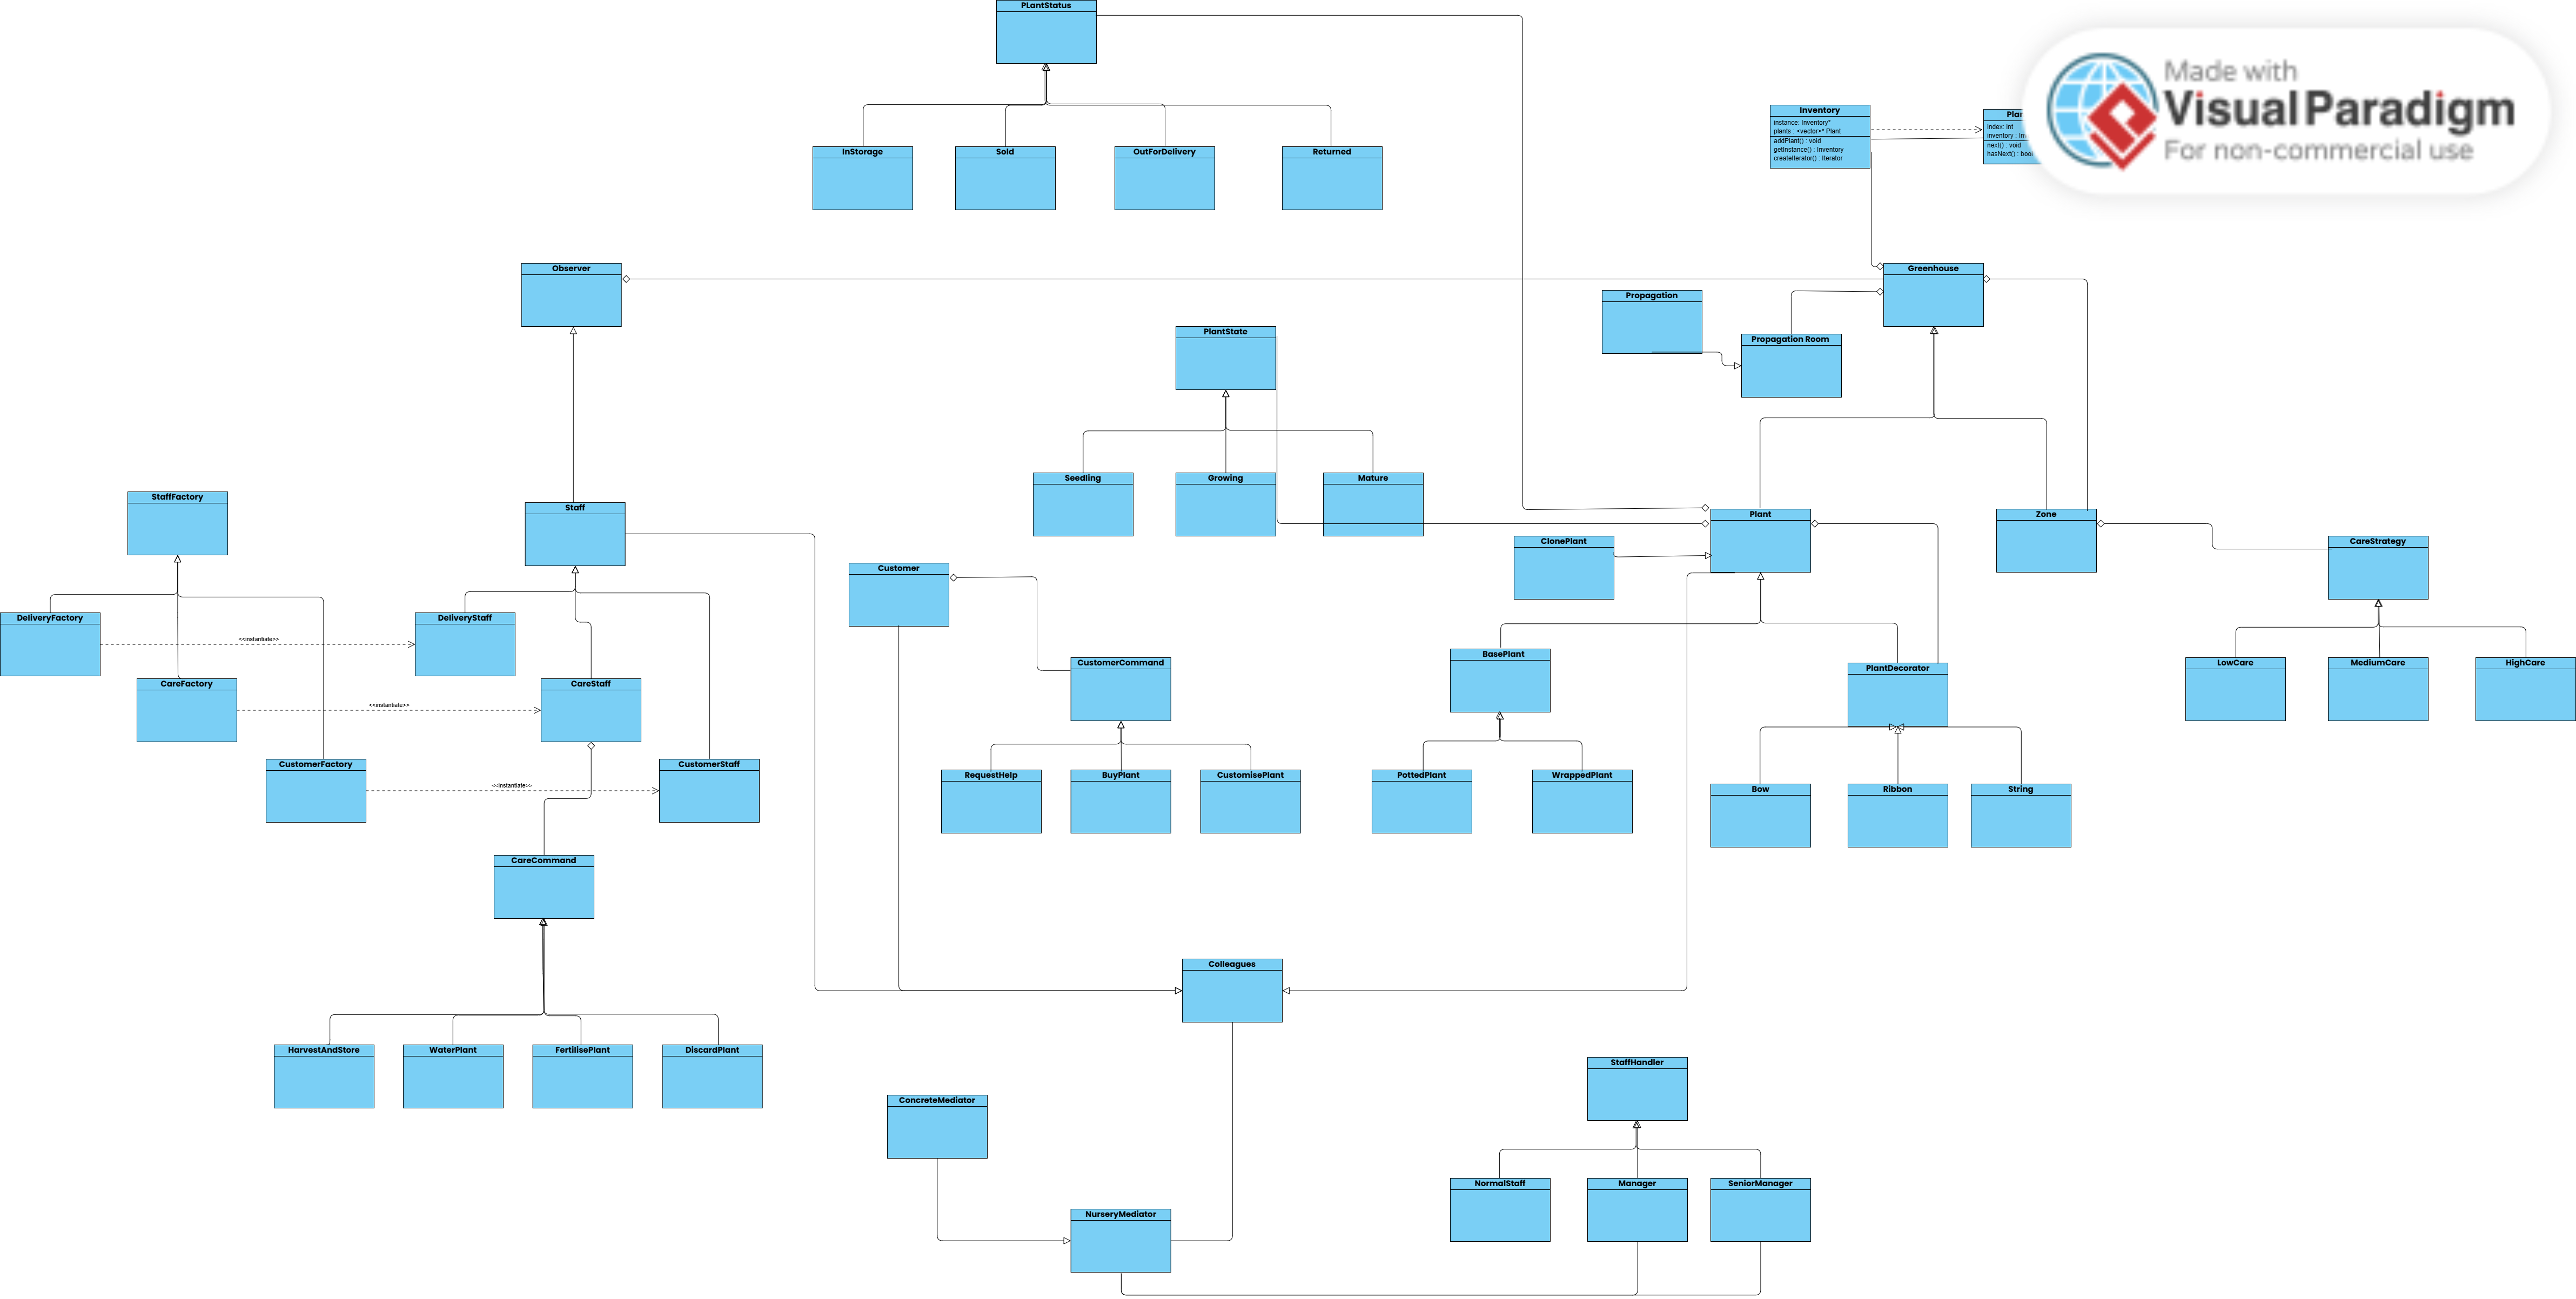 PLantStatus
Made with
Visual Paradigm
For non-commercial use
Inventory
instance: Inventory*
plants : <vector>* Plant
addPlant() : void
getInstance() : Inventory
createIterator() : Iterator
index: int
inventory :
next() : void
hasNext() :
InStorage
Sold
OutForDelivery
Returned
Observer
Greenhouse
Propagation
PlantState
Propagation Room
Seedling
Growing
Mature
StaffFactory
Staff
Plant
Zone
ClonePlant
CareStrategy
Customer
DeliveryFactory
<<instantiate>>
DeliveryStaff
BasePlant
CustomerCommand
PlantDecorator
LowCare
MediumCare
HighCare
CareFactory
<<instantiate>>
CareStaff
CustomerFactory
<<instantiate>>
CustomerStaff
RequestHelp
BuyPlant
CustomisePlant
PottedPlant
WrappedPlant
Bow
Ribbon
String
CareCommand
Colleagues
HarvestAndStore
WaterPlant
FertilisePlant
DiscardPlant
StaffHandler
ConcreteMediator
NormalStaff
Manager
SeniorManager
NurseryMediator